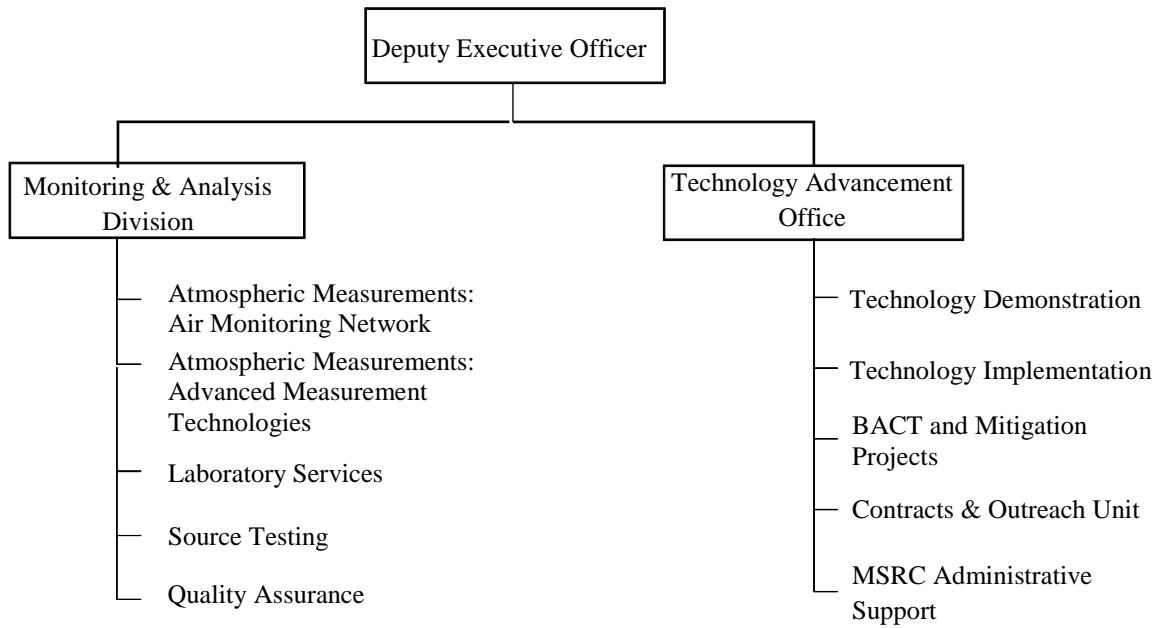 Deputy Executive Officer
Monitoring & Analysis
Division
Atmospheric Measurements:
Air Monitoring Network
Atmospheric Measurements:
Advanced Measurement
Technologies
Laboratory Services
Source Testing
Quality Assurance
Technology Advancement
Office
Technology Demonstration
Technology Implementation
BACT and Mitigation
Projects
Contracts & Outreach Unit
MSRC Administrative
Support